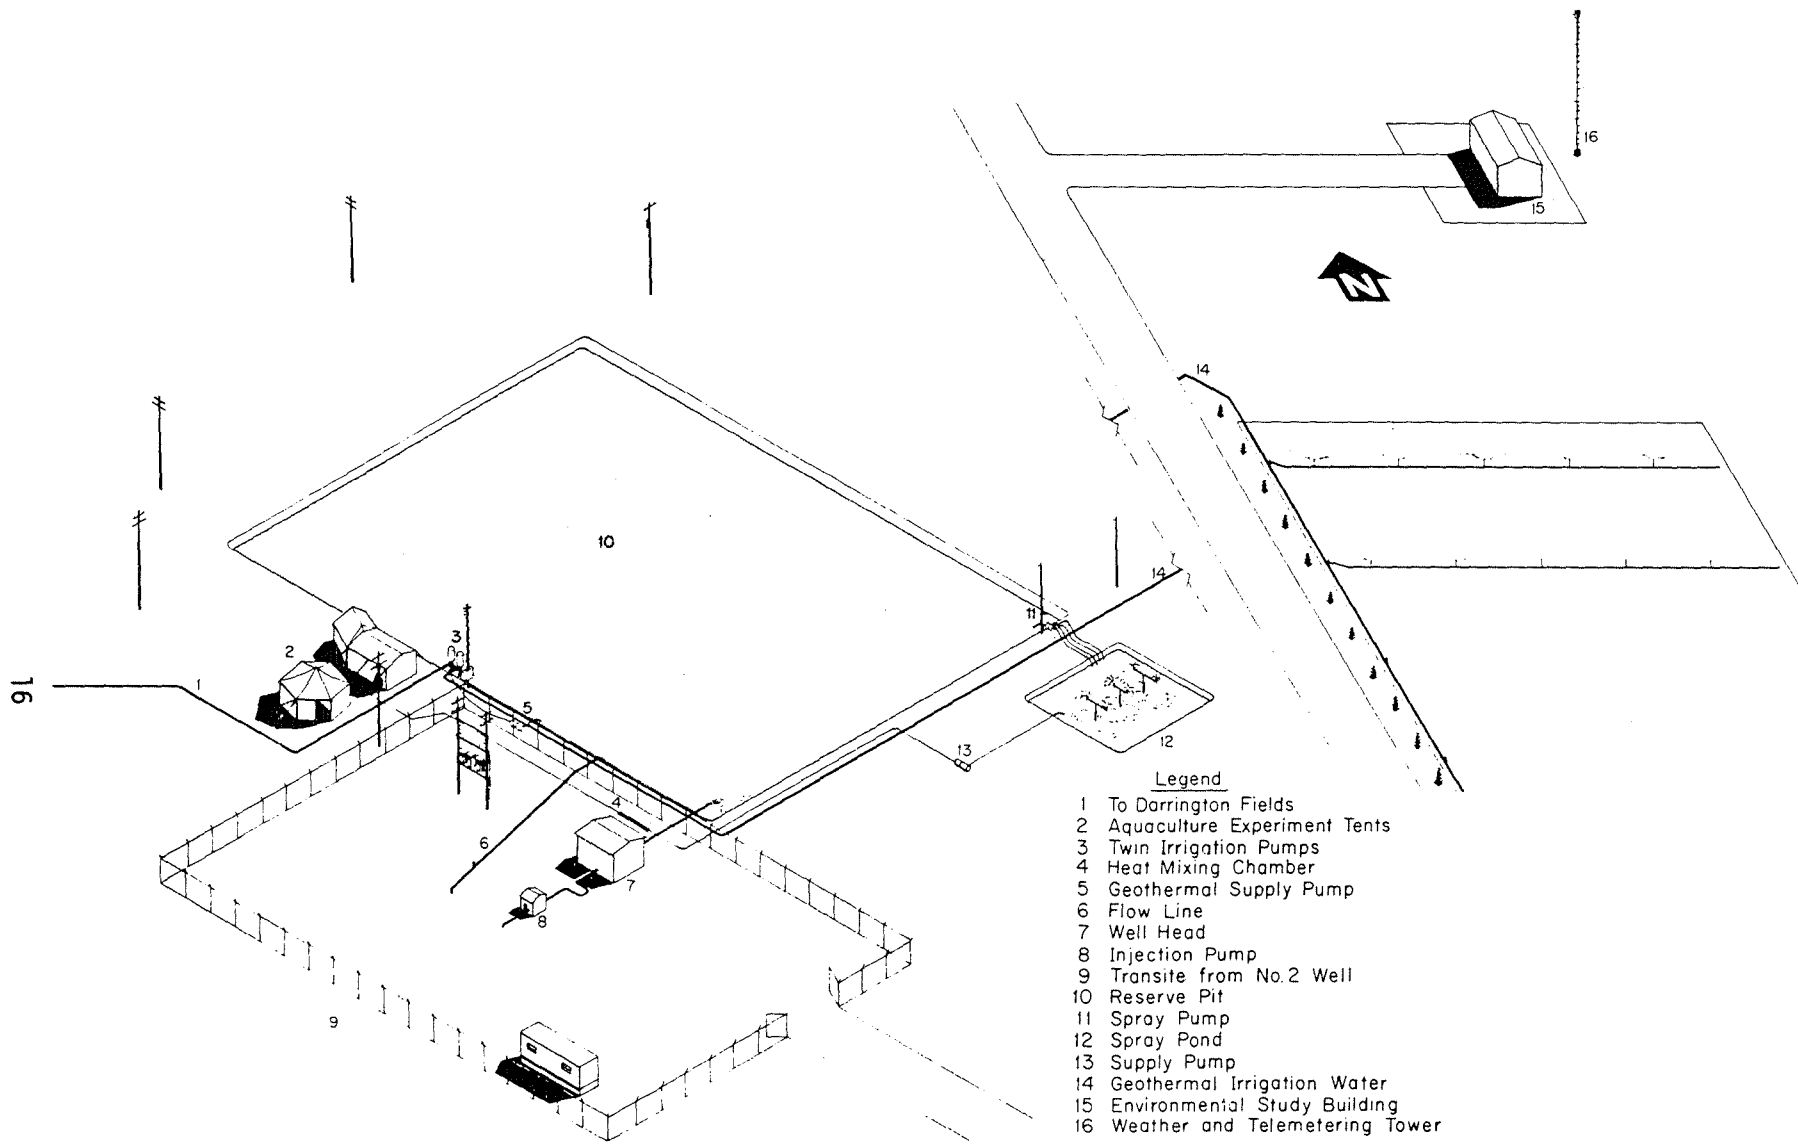 16
15
N
14
10
14
11
3
2
1
5
12
13
4
6
7
8
9
16
Legend
1 To Darrington Fields
2 Aquaculture Experiment Tents
3 Twin Irrigation Pumps
4 Heat Mixing Chamber
5 Geothermal Supply Pump
6 Flow Line
7 Well Head
8 Injection Pump
9 Transite from No. 2 Well
10 Reserve Pit
11 Spray Pump
12 Spray Pond
13 Supply Pump
14 Geothermal Irrigation Water
15 Environmental Study Building
16 Weather and Telemetering Tower